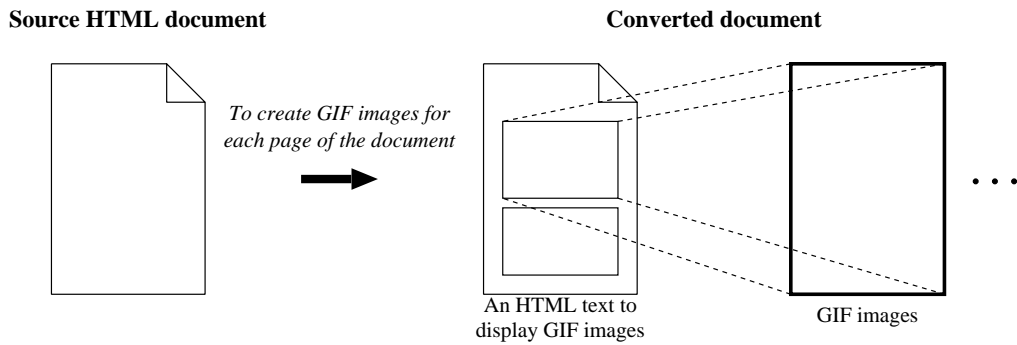 Source HTML document
Converted document
To create GIF images for
each page of the document
. . .
An HTML text to
display GIF images
GIF images